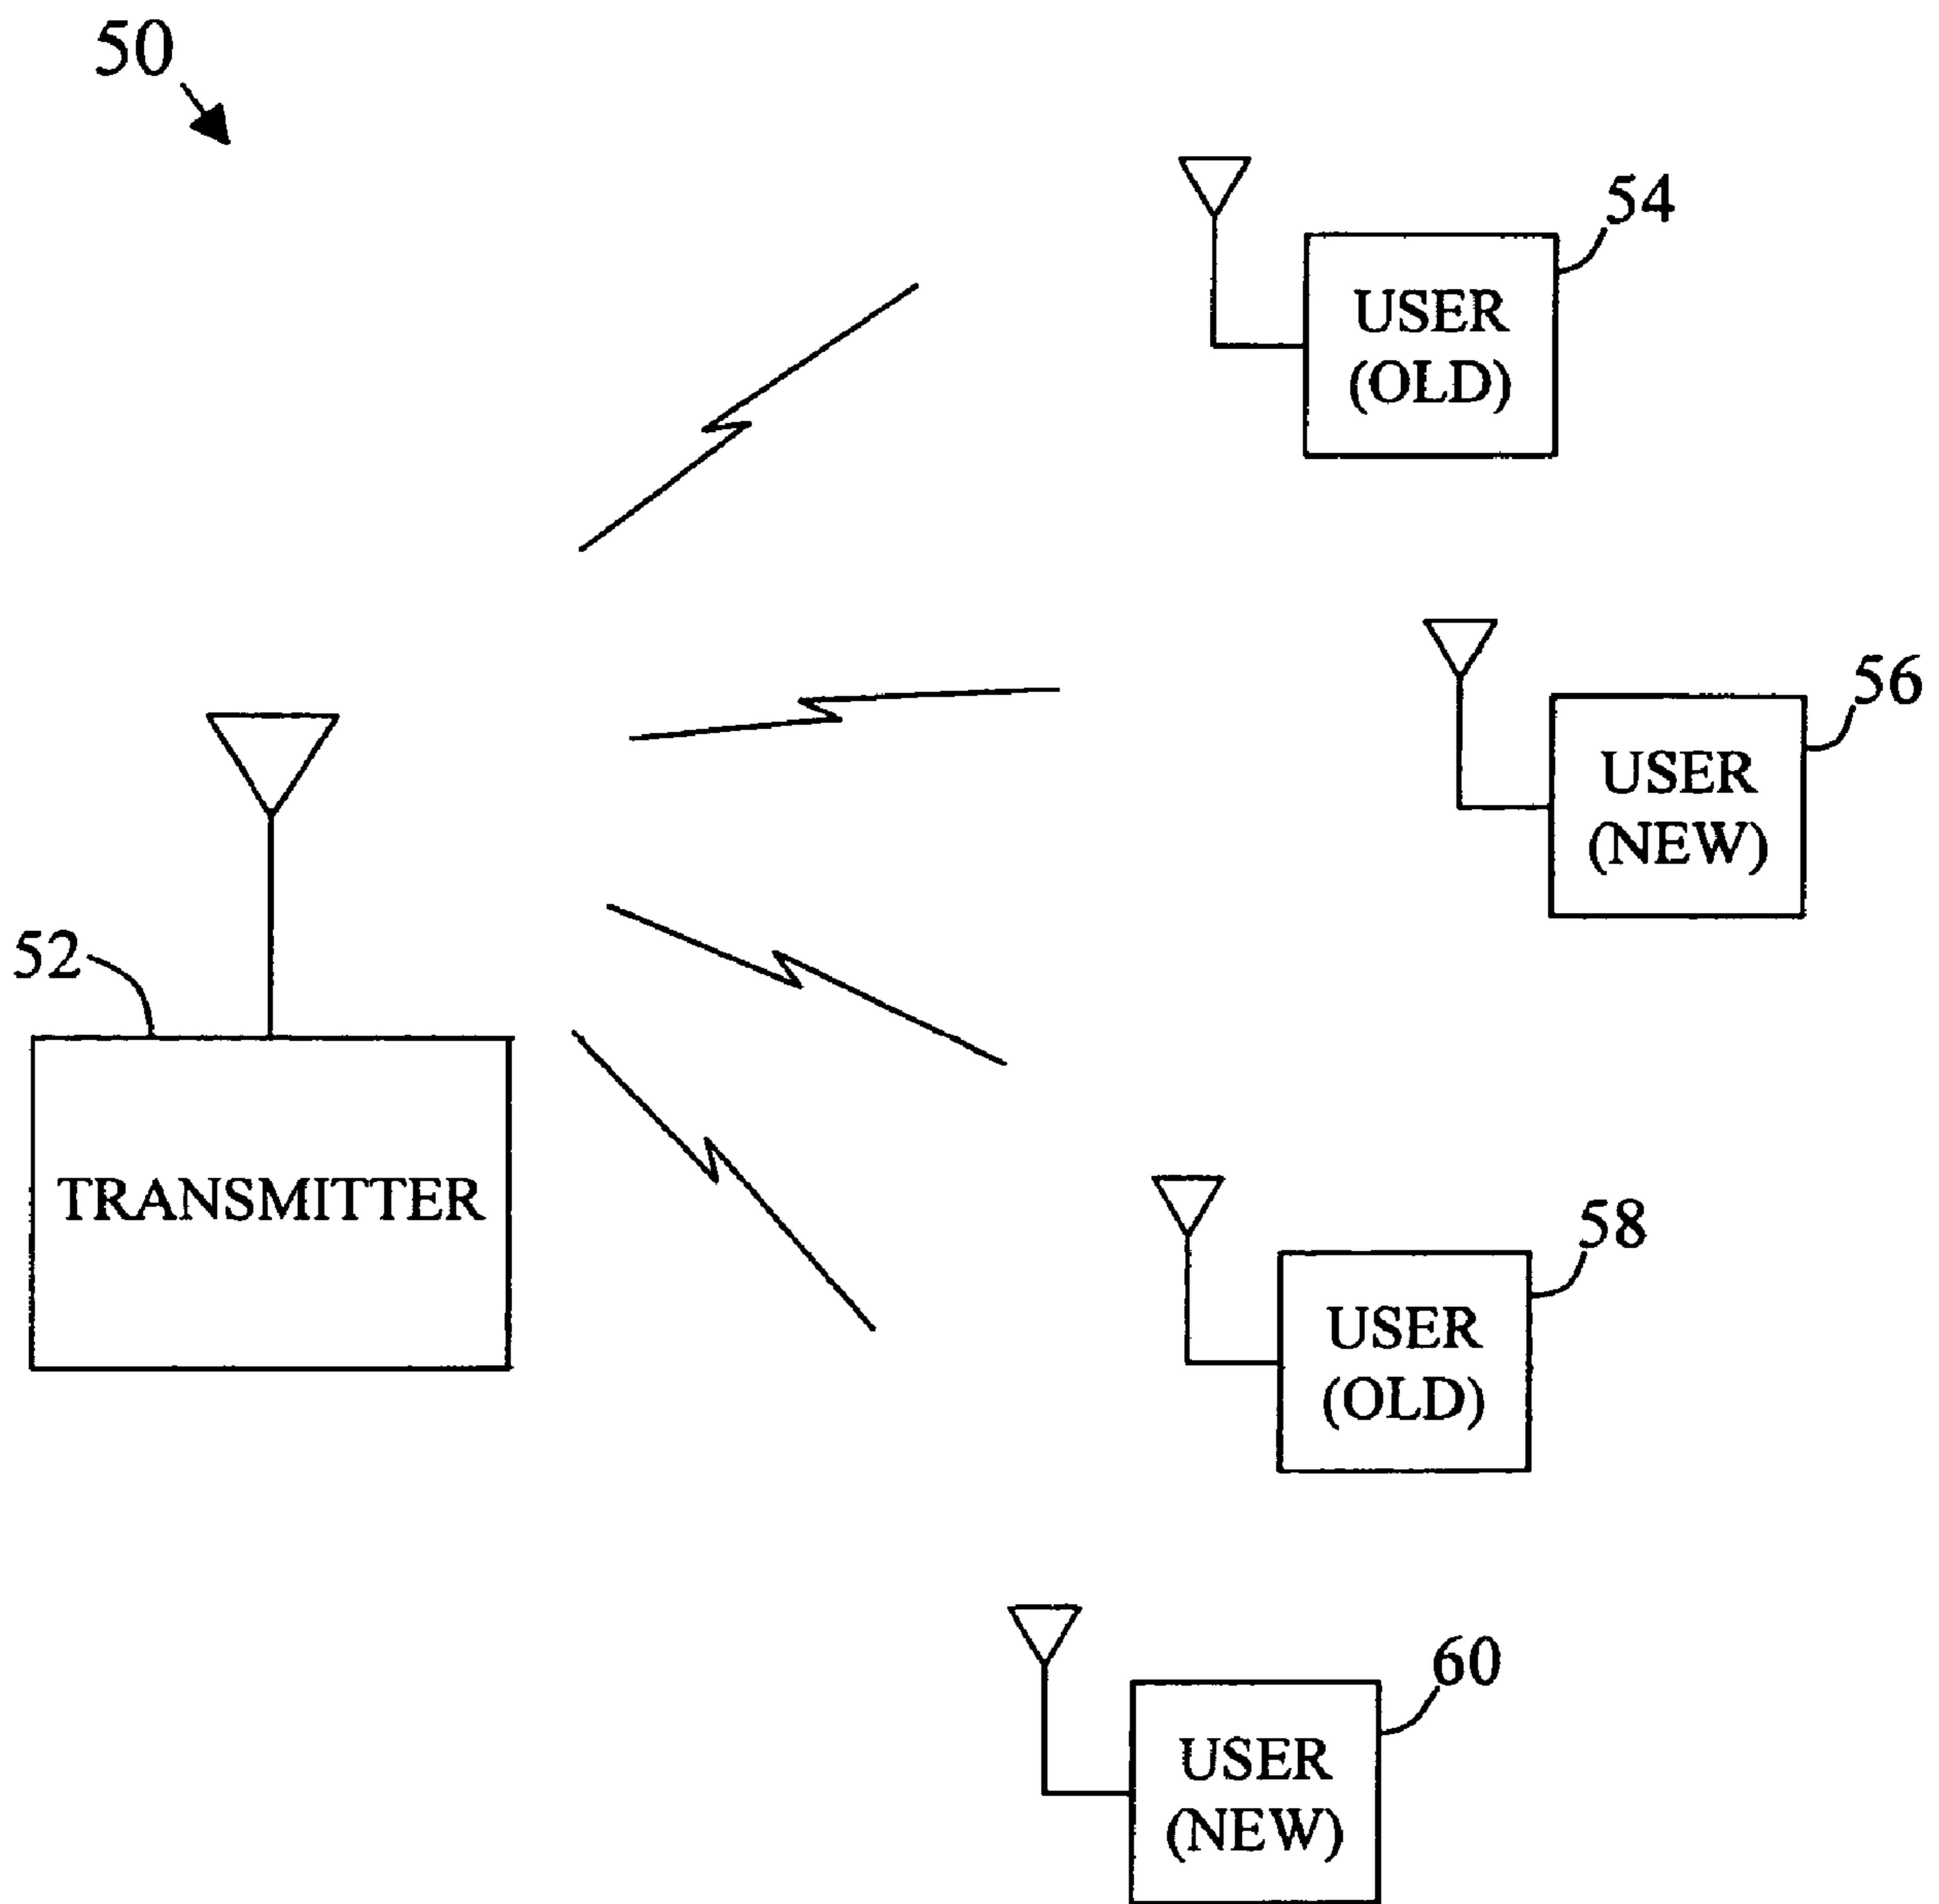 50
54
USER
(OLD)
56
USER
(NEW)
52
TRANSMITTER
58
USER
(OLD)
60
USER
(NEW)